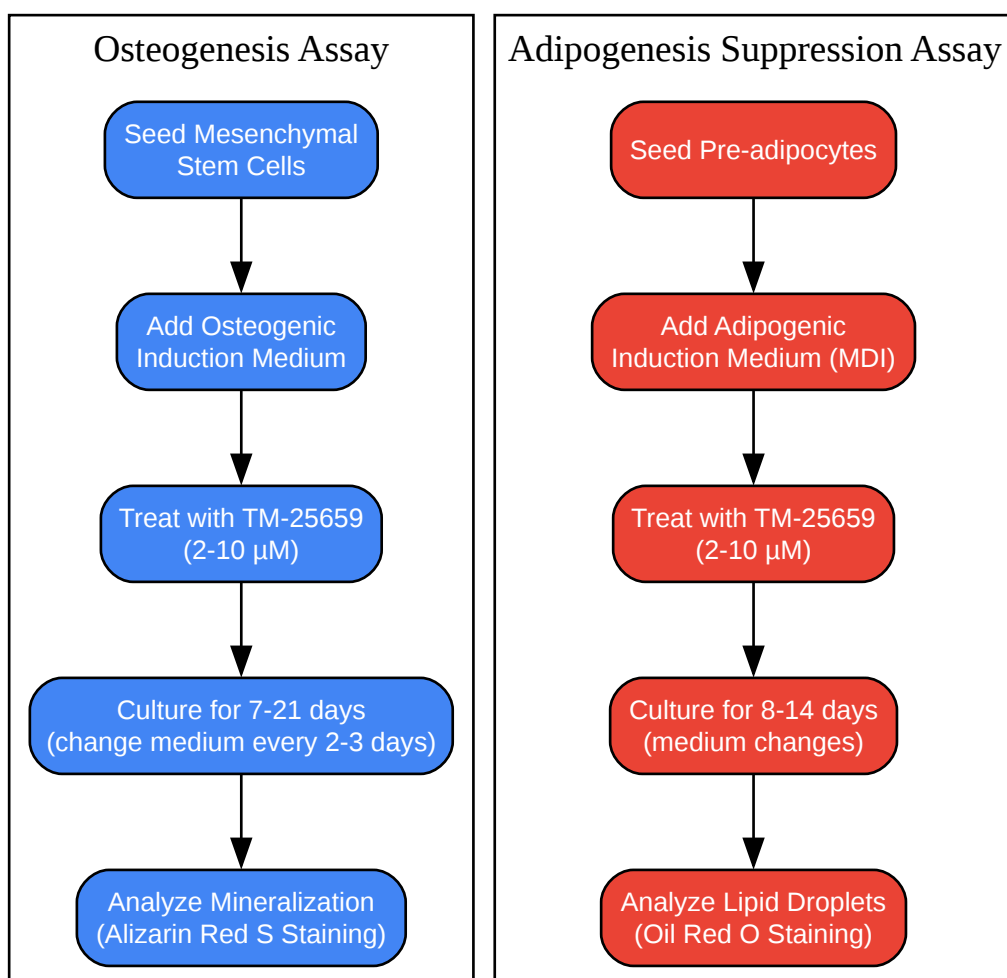 Osteogenesis Assay
Seed Mesenchymal
Stem Cells
Add Osteogenic
Induction Medium
Treat with TM-25659
(2-10 µM)
Culture for 7-21 days
(change medium every 2-3 days)
Analyze Mineralization
(Alizarin Red S Staining)
Adipogenesis Suppression Assay
Seed Pre-adipocytes
Add Adipogenic
Induction Medium (MDI)
Treat with TM-25659
(2-10 µM)
Culture for 8-14 days
(medium changes)
Analyze Lipid Droplets
(Oil Red O Staining)